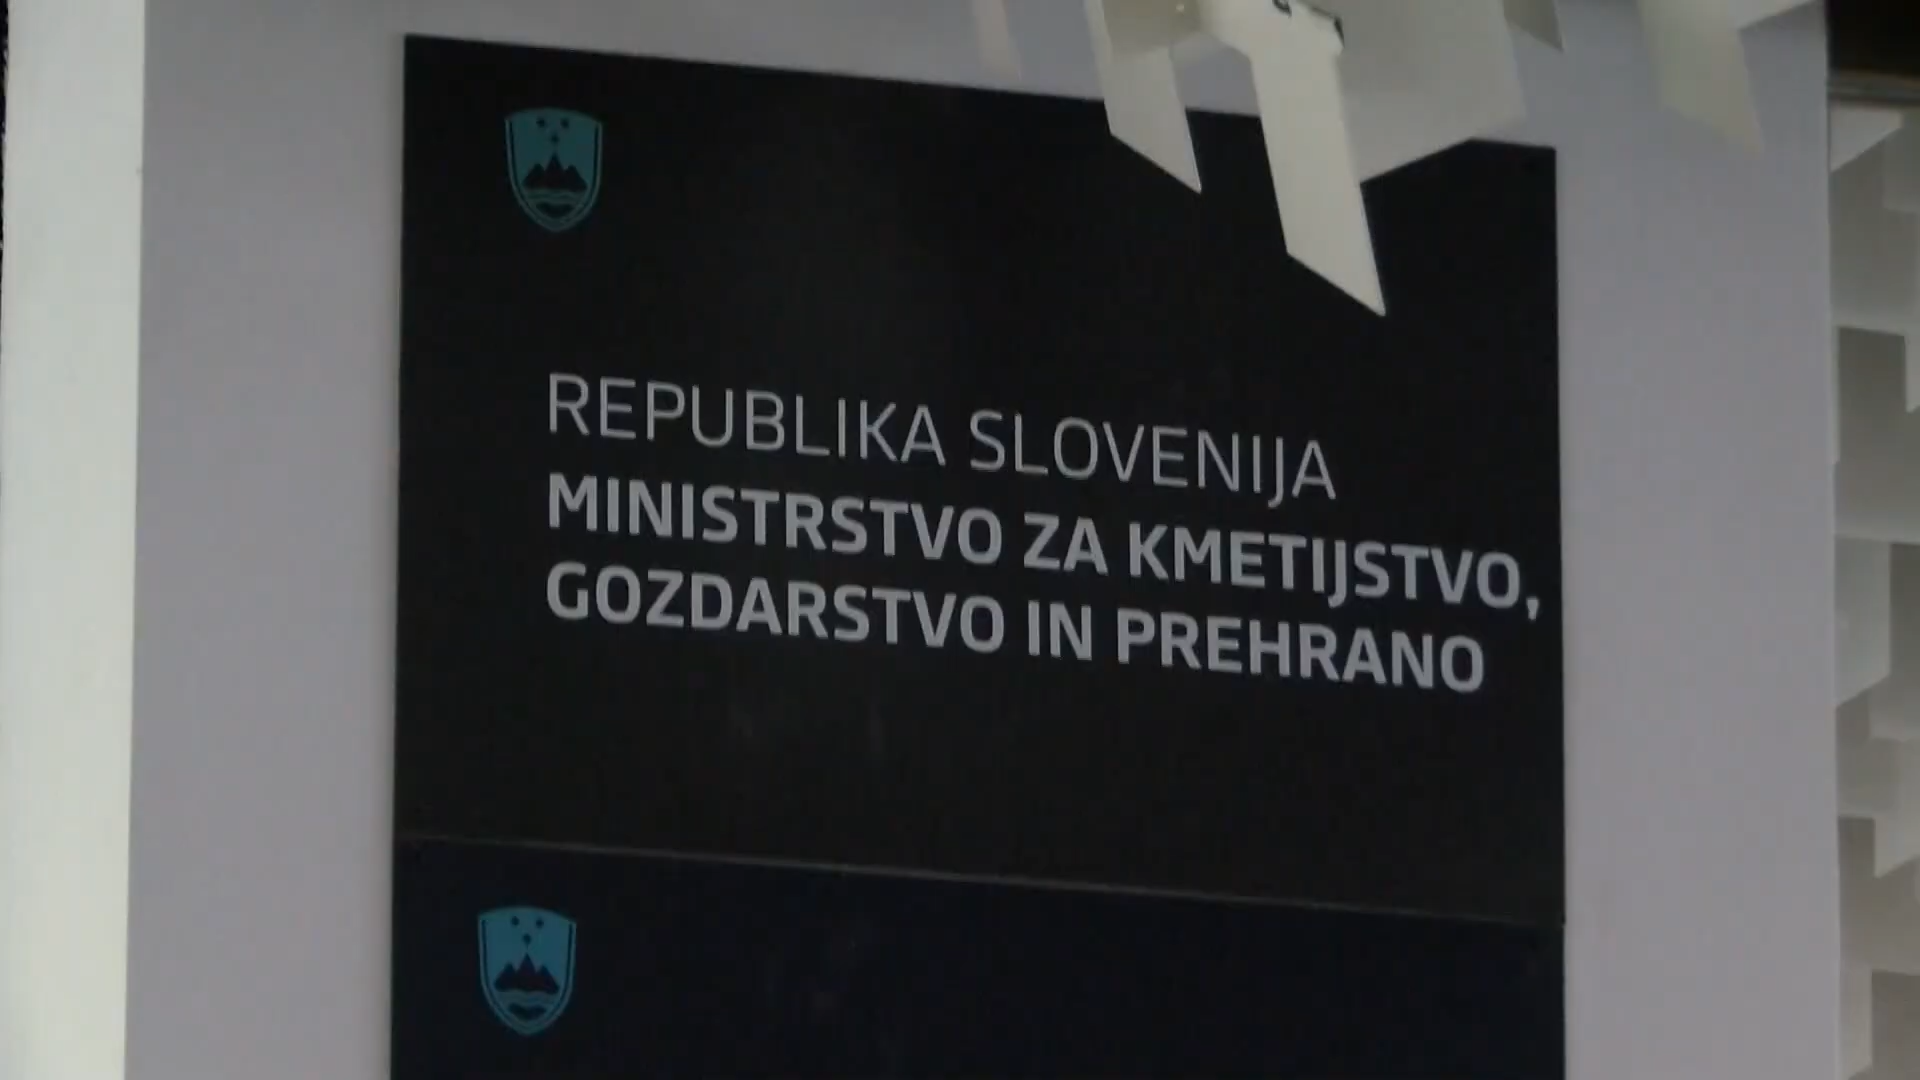 REPUBLIKA SLOVENIJA
MINISTRSTVO ZA KMETIJSTVO,
GOZDARSTVO IN PREHRANO